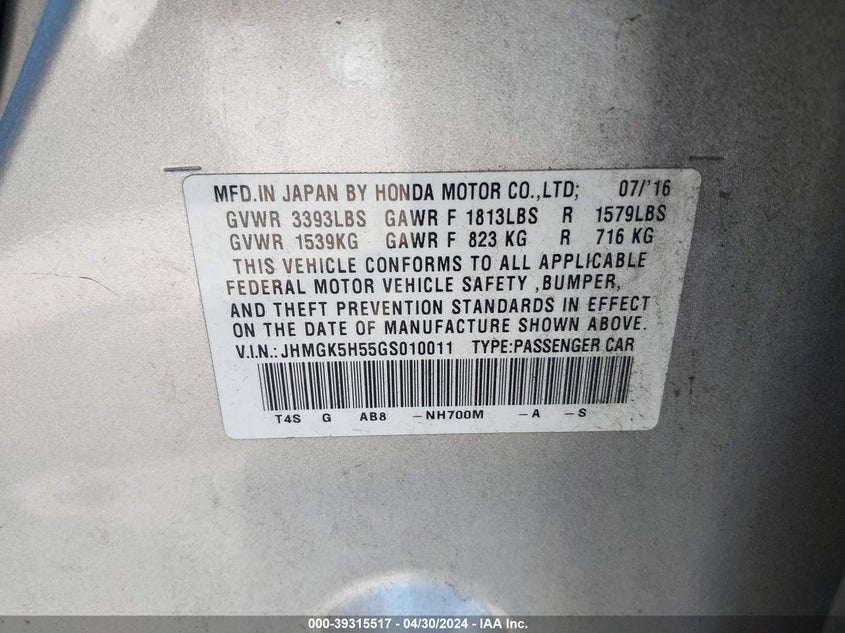 MFD.IN JAPAN BY HONDA MOTOR CO.,LTD; 07/'16
GVWR 3393LBS GAWR F 1813LBS R 1579LBS
GVWR 1539KG GAWR F 823 KG R 716 KG
THIS VEHICLE CONFORMS TO ALL APPLICABLE
FEDERAL MOTOR VEHICLE SAFETY ,BUMPER,
AND THEFT PREVENTION STANDARDS IN EFFECT
ON THE DATE OF MANUFACTURE SHOWN ABOVE.
V.I.N.: JHMGK5H55GS010011 TYPE:PASSENGER CAR
T4S G AB8 -NH700M -A -S
000-39315517 - 04/30/2024 - IAA Inc.